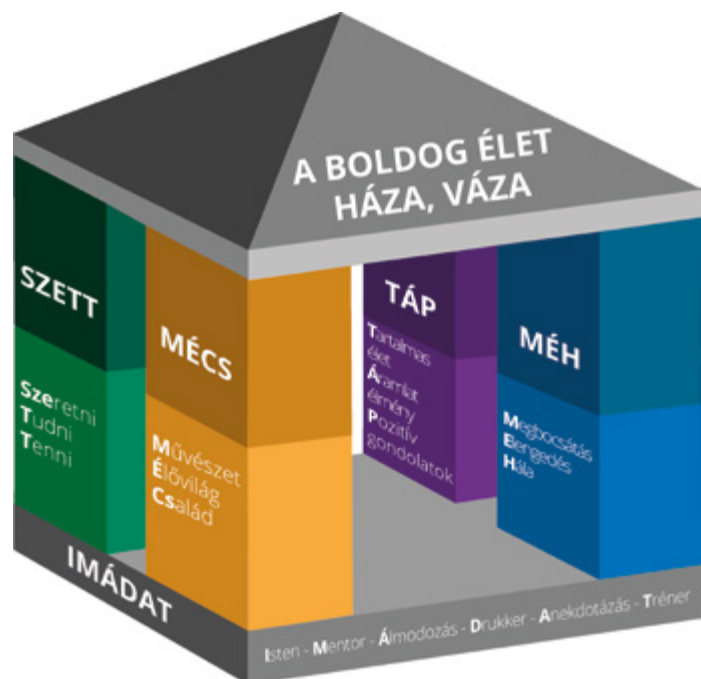 A BOLDOG ÉLET
HÁZA, VÁZA
SZETT
Szeretni
Tudni
Tenni
MÉCS
Művészet
Élővilág
Család
TÁP
Tartalmas
élet
Áramlat
élmény
Pozitív
gondolatok
MÉH
Megbocsátás
Elengedés
Hála
IMÁDAT
Isten - Mentor - Álmodozás - Drukker - Anekdotázás - Tréner